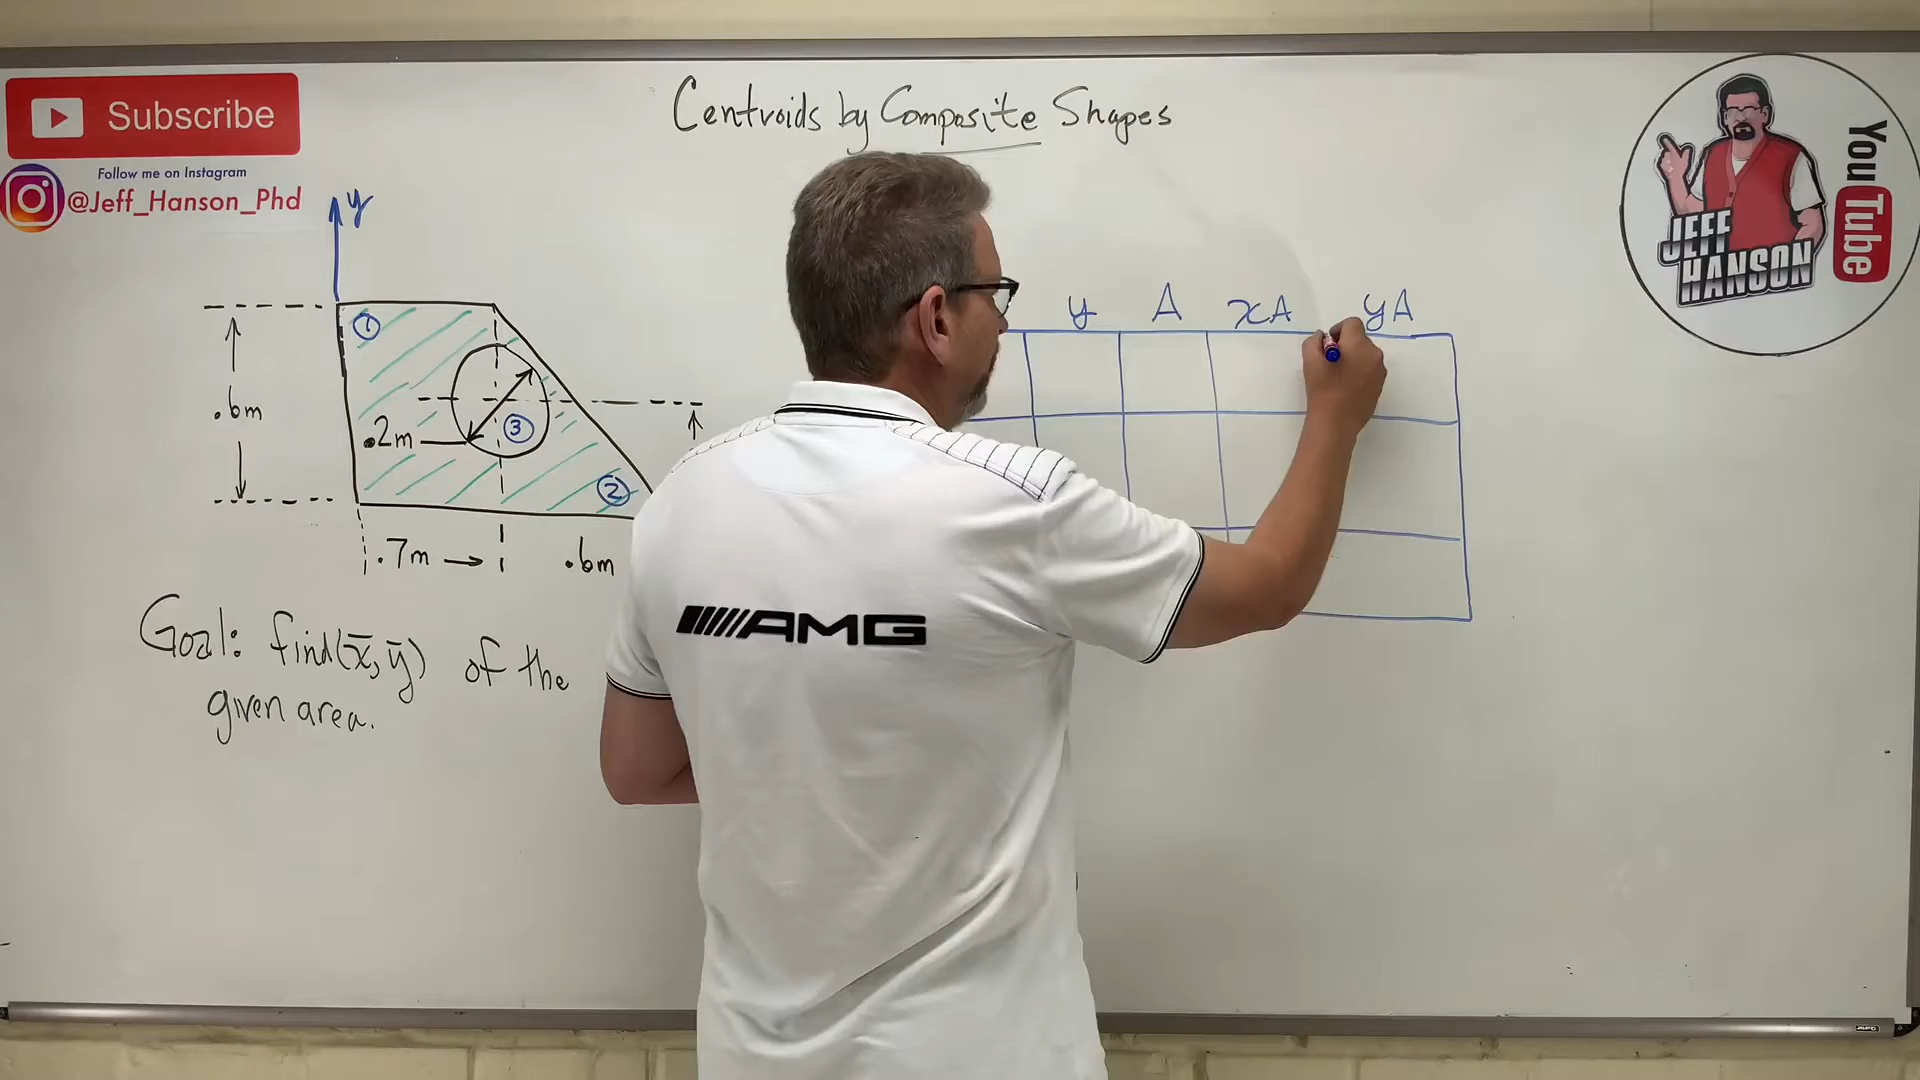 Subscribe
Follow me on Instagram
@Jeff_Hanson_Phd
Centroids by Composite Shapes
JEFF
HANSON
YouTube
y
1
.6m
.2m
3
2
.7m
.6m
y A xA yA
Goal: find (x̄, ȳ) of the
given area.
AMG